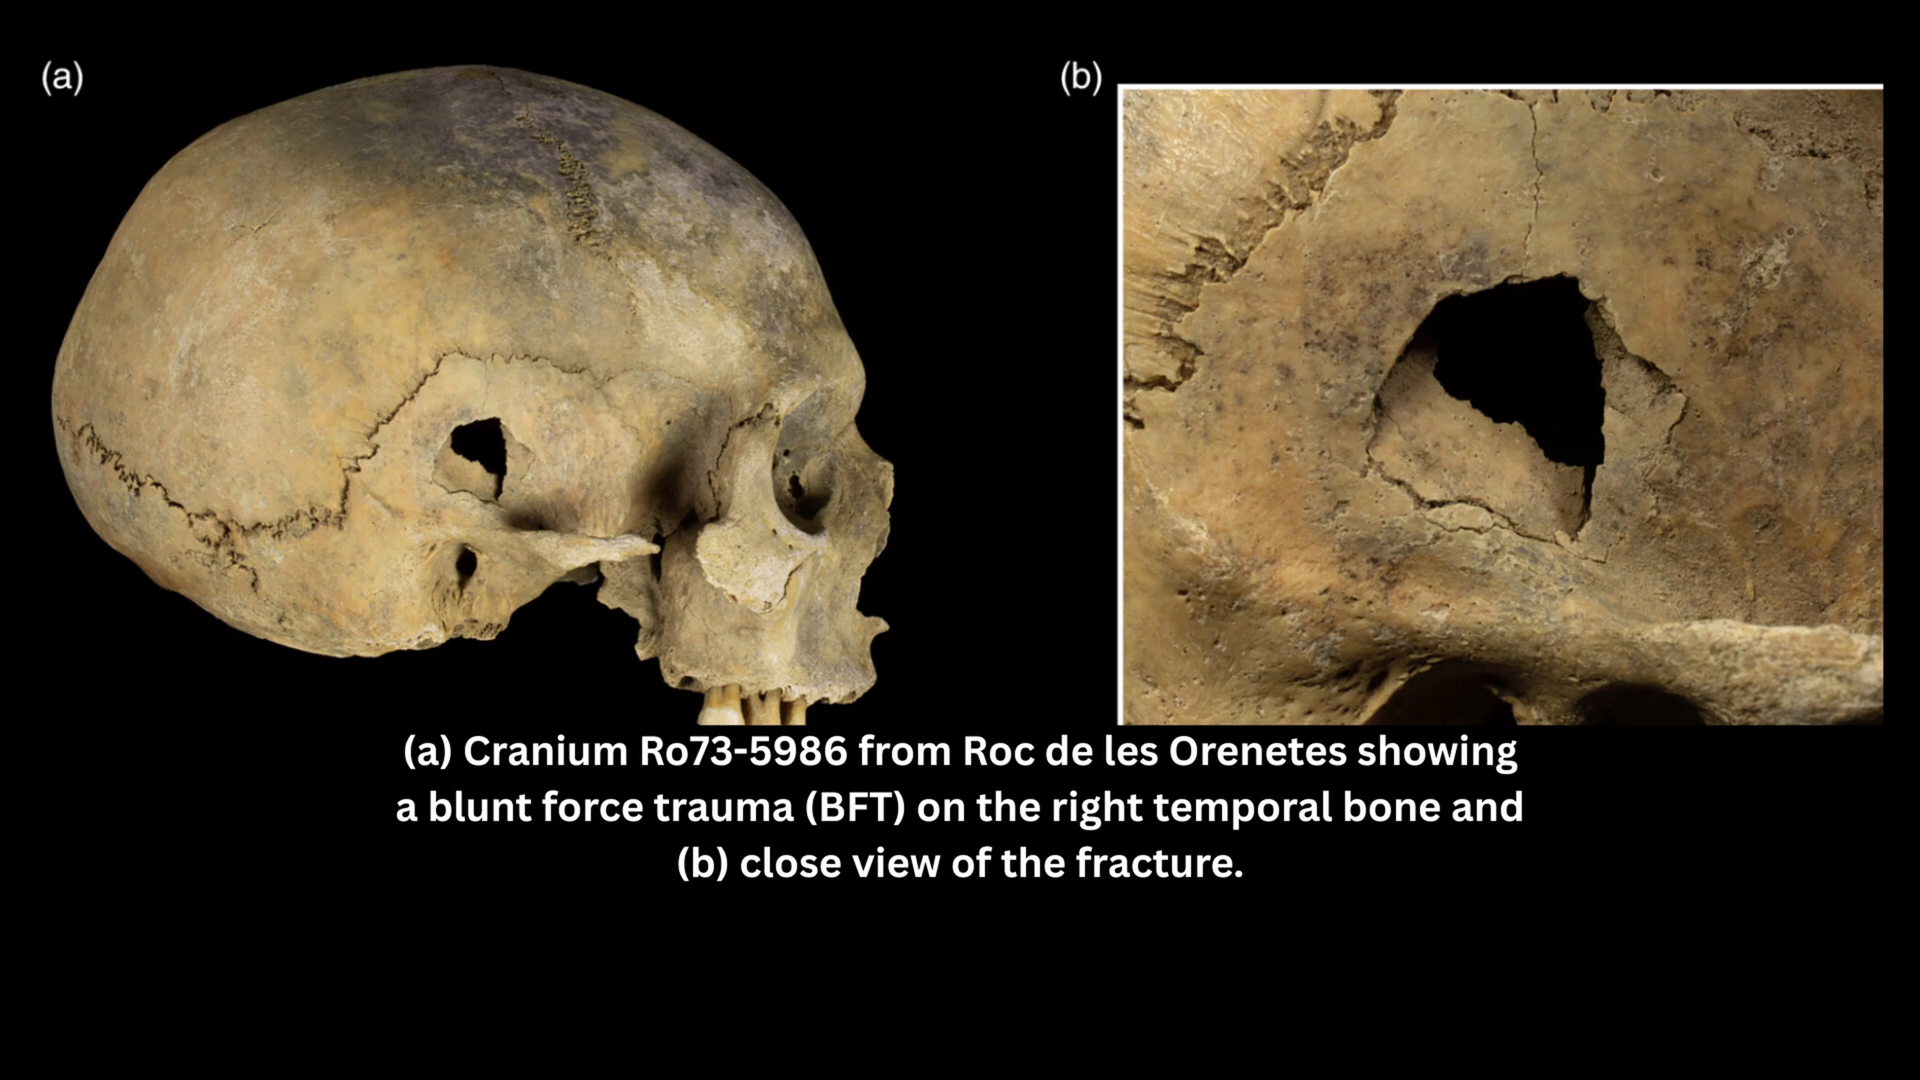 (a)
(b)
(a) Cranium Ro73-5986 from Roc de les Orenetes showing
a blunt force trauma (BFT) on the right temporal bone and
(b) close view of the fracture.